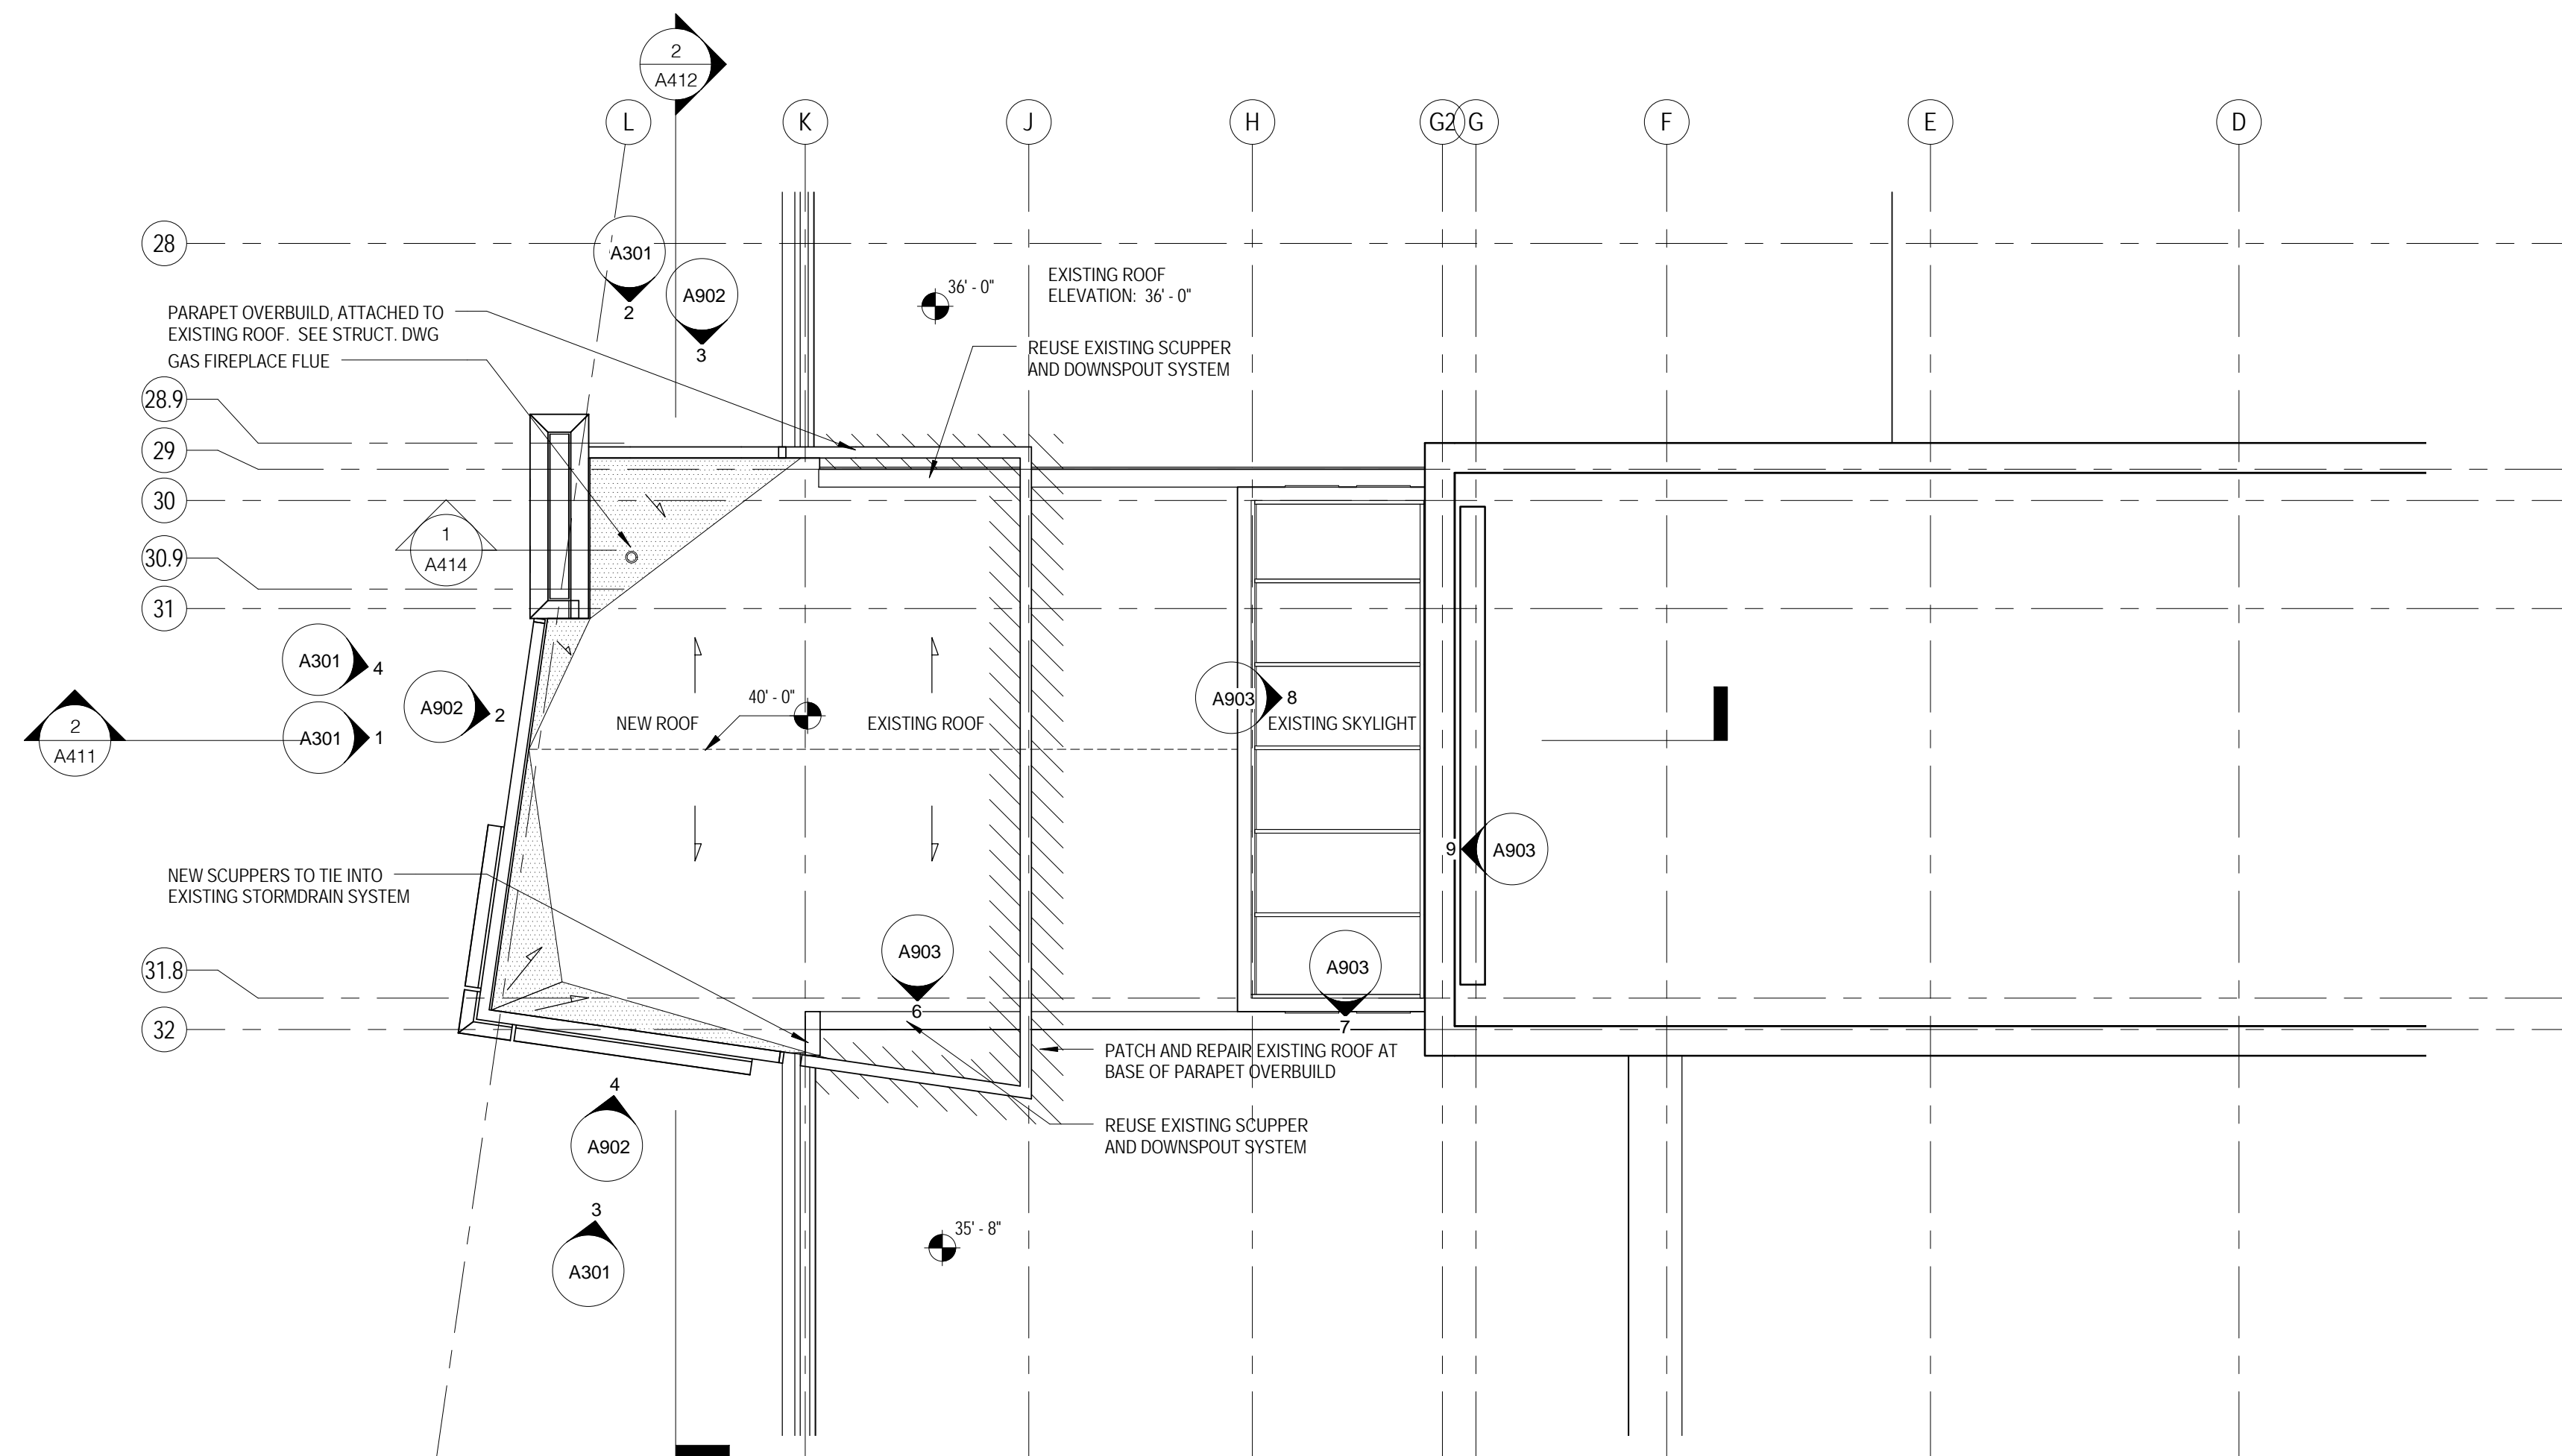 2
A412
L
K
J
H
G2
G
F
E
D
28
A301
2
A902
3
36' - 0"
EXISTING ROOF
ELEVATION:  36' - 0"
PARAPET OVERBUILD, ATTACHED TO
EXISTING ROOF.  SEE STRUCT. DWG
GAS FIREPLACE FLUE
REUSE EXISTING SCUPPER
AND DOWNSPOUT SYSTEM
28.9
29
30
1
A414
30.9
31
A301
4
A902
2
2
A411
A301
1
40' - 0"
NEW ROOF
EXISTING ROOF
A903
8
EXISTING SKYLIGHT
9
A903
NEW SCUPPERS TO TIE INTO
EXISTING STORMDRAIN SYSTEM
A903
6
A903
7
31.8
32
PATCH AND REPAIR EXISTING ROOF AT
BASE OF PARAPET OVERBUILD
4
A902
REUSE EXISTING SCUPPER
AND DOWNSPOUT SYSTEM
3
A301
35' - 8"